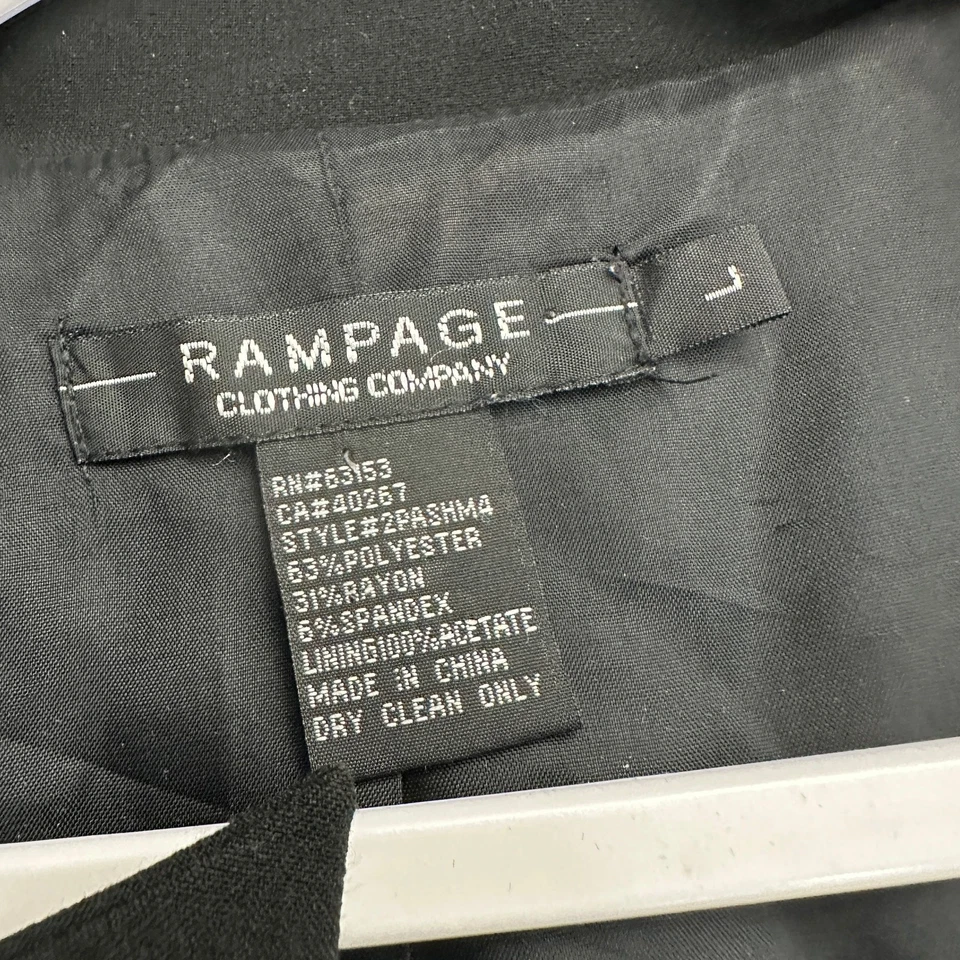 RAMPAGE
CLOTHING COMPANY
L
RN#63153
CA#40267
STYLE#2PASHMA
63%POLYESTER
31%RAYON
6%SPANDEX
LINING100%ACETATE
MADE IN CHINA
DRY CLEAN ONLY